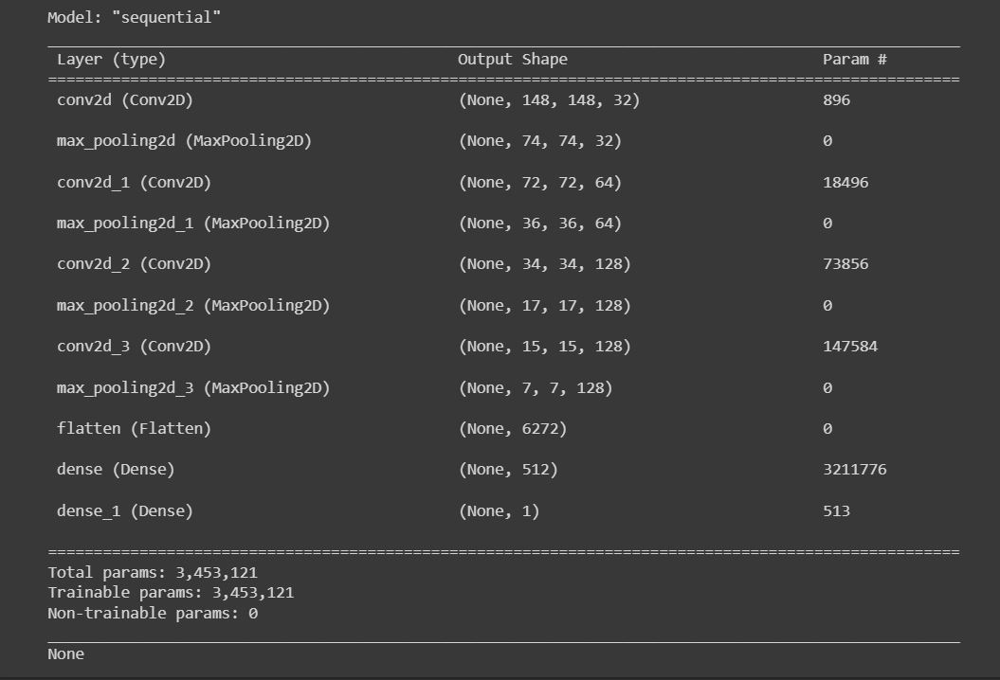 Model: "sequential"
Layer (type) Output Shape Param #
conv2d (Conv2D) (None, 148, 148, 32) 896
max_pooling2d (MaxPooling2D) (None, 74, 74, 32) 0
conv2d_1 (Conv2D) (None, 72, 72, 64) 18496
max_pooling2d_1 (MaxPooling2D) (None, 36, 36, 64) 0
conv2d_2 (Conv2D) (None, 34, 34, 128) 73856
max_pooling2d_2 (MaxPooling2D) (None, 17, 17, 128) 0
conv2d_3 (Conv2D) (None, 15, 15, 128) 147584
max_pooling2d_3 (MaxPooling2D) (None, 7, 7, 128) 0
flatten (Flatten) (None, 6272) 0
dense (Dense) (None, 512) 3211776
dense_1 (Dense) (None, 1) 513
Total params: 3,453,121
Trainable params: 3,453,121
Non-trainable params: 0
None